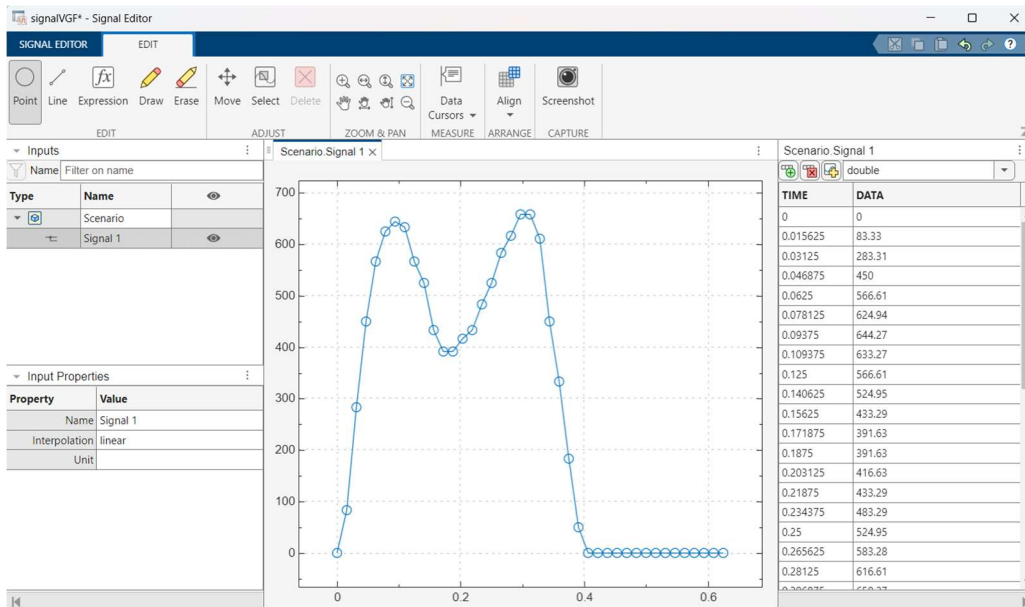 signalVGF* - Signal Editor
SIGNAL EDITOR EDIT
Point Line Expression Draw Erase Move Select Delete Data Cursors Align Screenshot
EDIT ADJUST ZOOM & PAN MEASURE ARRANGE CAPTURE
Inputs
Name Filter on name
Type Name
Scenario
Signal 1
Input Properties
Property Value
Name Signal 1
Interpolation linear
Unit
Scenario.Signal 1
700
600
500
400
300
200
100
0
0 0.2 0.4 0.6
Scenario.Signal 1
double
TIME DATA
0 0
0.015625 83.33
0.03125 283.31
0.046875 450
0.0625 566.61
0.078125 624.94
0.09375 644.27
0.109375 633.27
0.125 566.61
0.140625 524.95
0.15625 433.29
0.171875 391.63
0.1875 391.63
0.203125 416.63
0.21875 433.29
0.234375 483.29
0.25 524.95
0.265625 583.28
0.28125 616.61